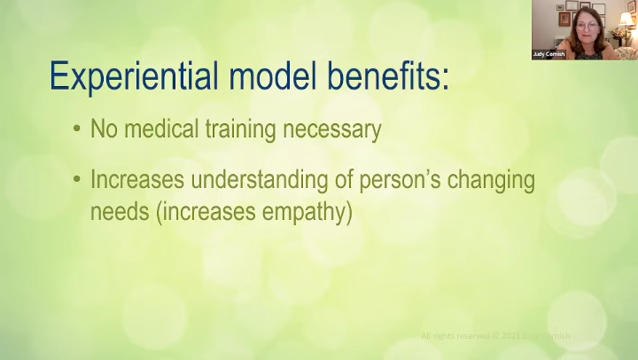 Experiential model benefits:
• No medical training necessary
• Increases understanding of person's changing
needs (increases empathy)
Judy Cornish
All rights reserved © 2021 Judy Cornish